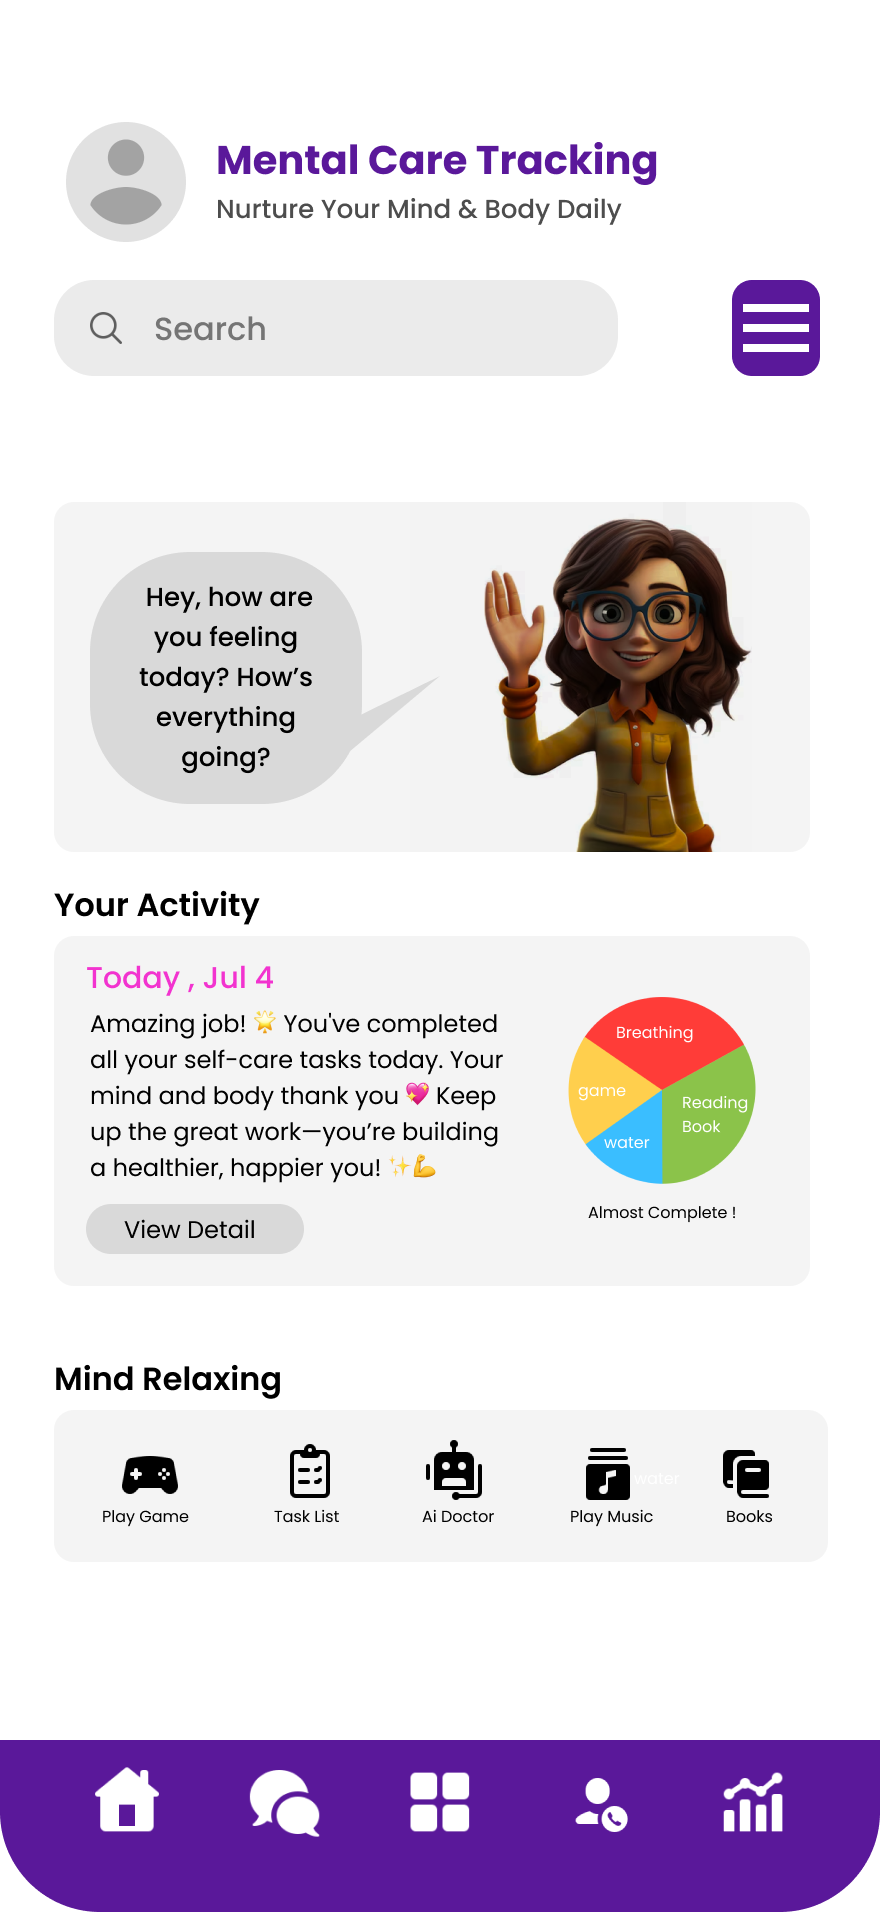 Mental Care Tracking
Nurture Your Mind & Body Daily
Search
Hey, how are
you feeling
today? How’s
everything
going?
Your Activity
Today , Jul 4
Amazing job! 🌟 You've completed
all your self-care tasks today. Your
mind and body thank you 💖 Keep
up the great work—you’re building
a healthier, happier you! ✨💪
View Detail
Breathing
game
Reading
Book
water
Almost Complete !
Mind Relaxing
water
Play Game
Task List
Ai Doctor
Play Music
Books